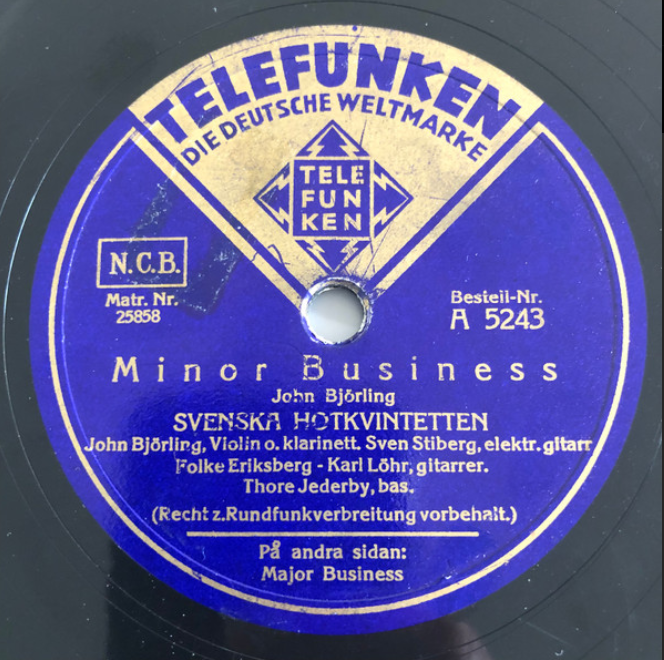 TELEFUNKEN
DIE DEUTSCHE WELTMARKE
TELE
FUN
KEN
N.C.B.
Matr. Nr.
25858
Bestell-Nr.
A 5243
Minor Business
John Björling
SVENSKA HOTKVINTETTEN
John Björling, Violin o. klarinett. Sven Stiberg, elektr. gitarr
Folke Eriksberg - Karl Löhr, gitarrer.
Thore Jederby, bas.
(Recht z. Rundfunkverbreitung vorbehalt.)
På andra sidan:
Major Business